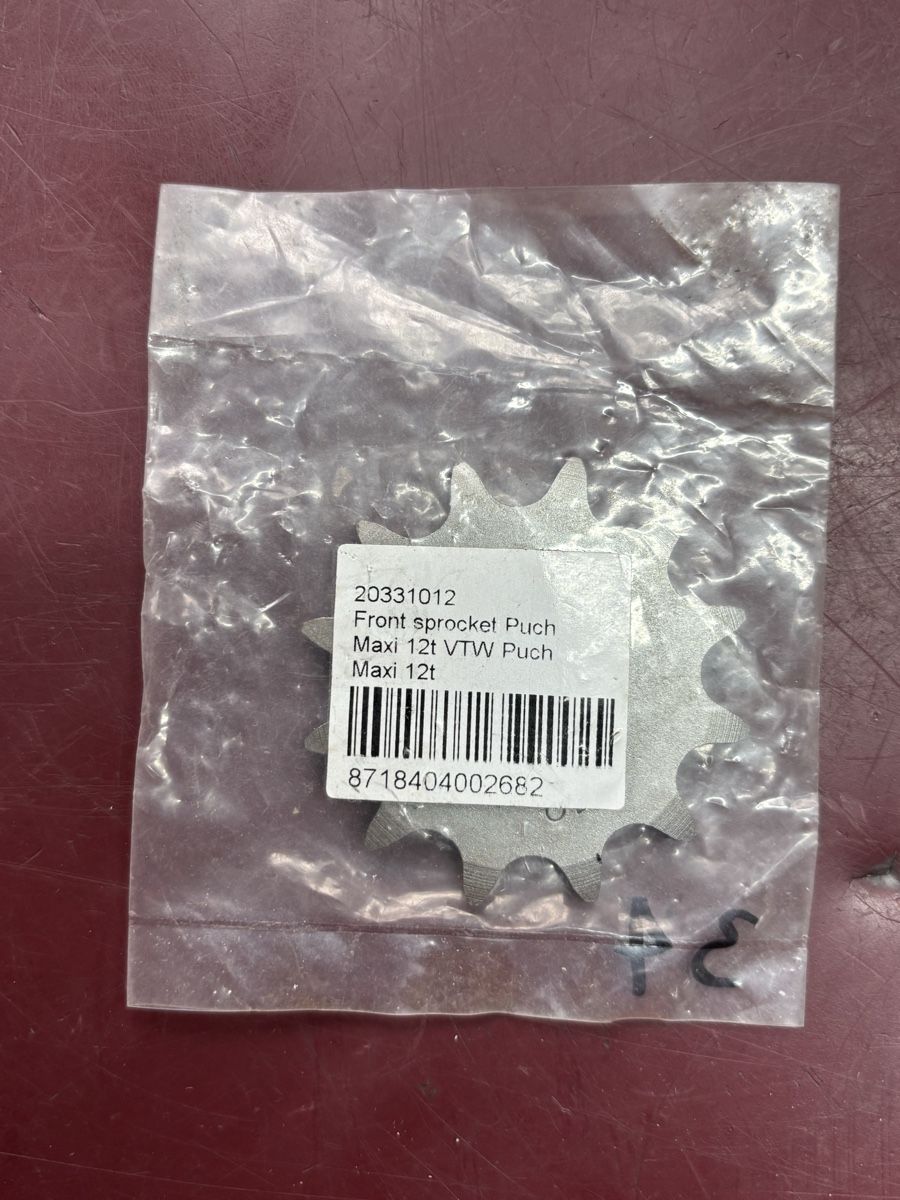 20331012
Front sprocket Puch
Maxi 12t VTW Puch
Maxi 12t
8718404002682